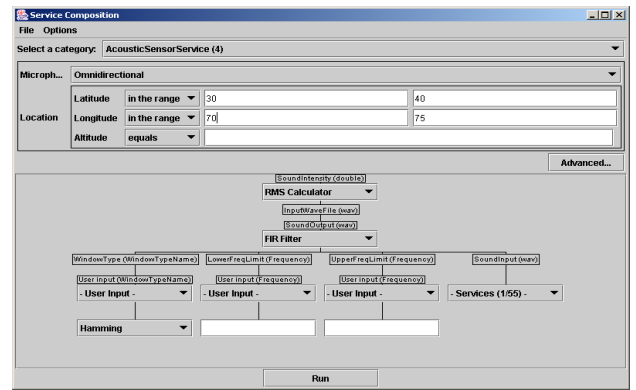 Service Composition
File Options
Select a category: AcousticSensorService (4)
Microph... Omnidirectional
Location
Latitude in the range 30 40
Longitude in the range 70 75
Altitude equals
Advanced...
SoundIntensity (double)
RMS Calculator
InputWaveFile (wav)
SoundOutput (wav)
FIR Filter
WindowType (WindowTypeName) LowerFreqLimit (Frequency) UpperFreqLimit (Frequency) SoundInput (wav)
User input (WindowTypeName) User input (Frequency) User input (Frequency)
- User Input - - User Input - - User Input - - Services (1/55) -
Hamming
Run